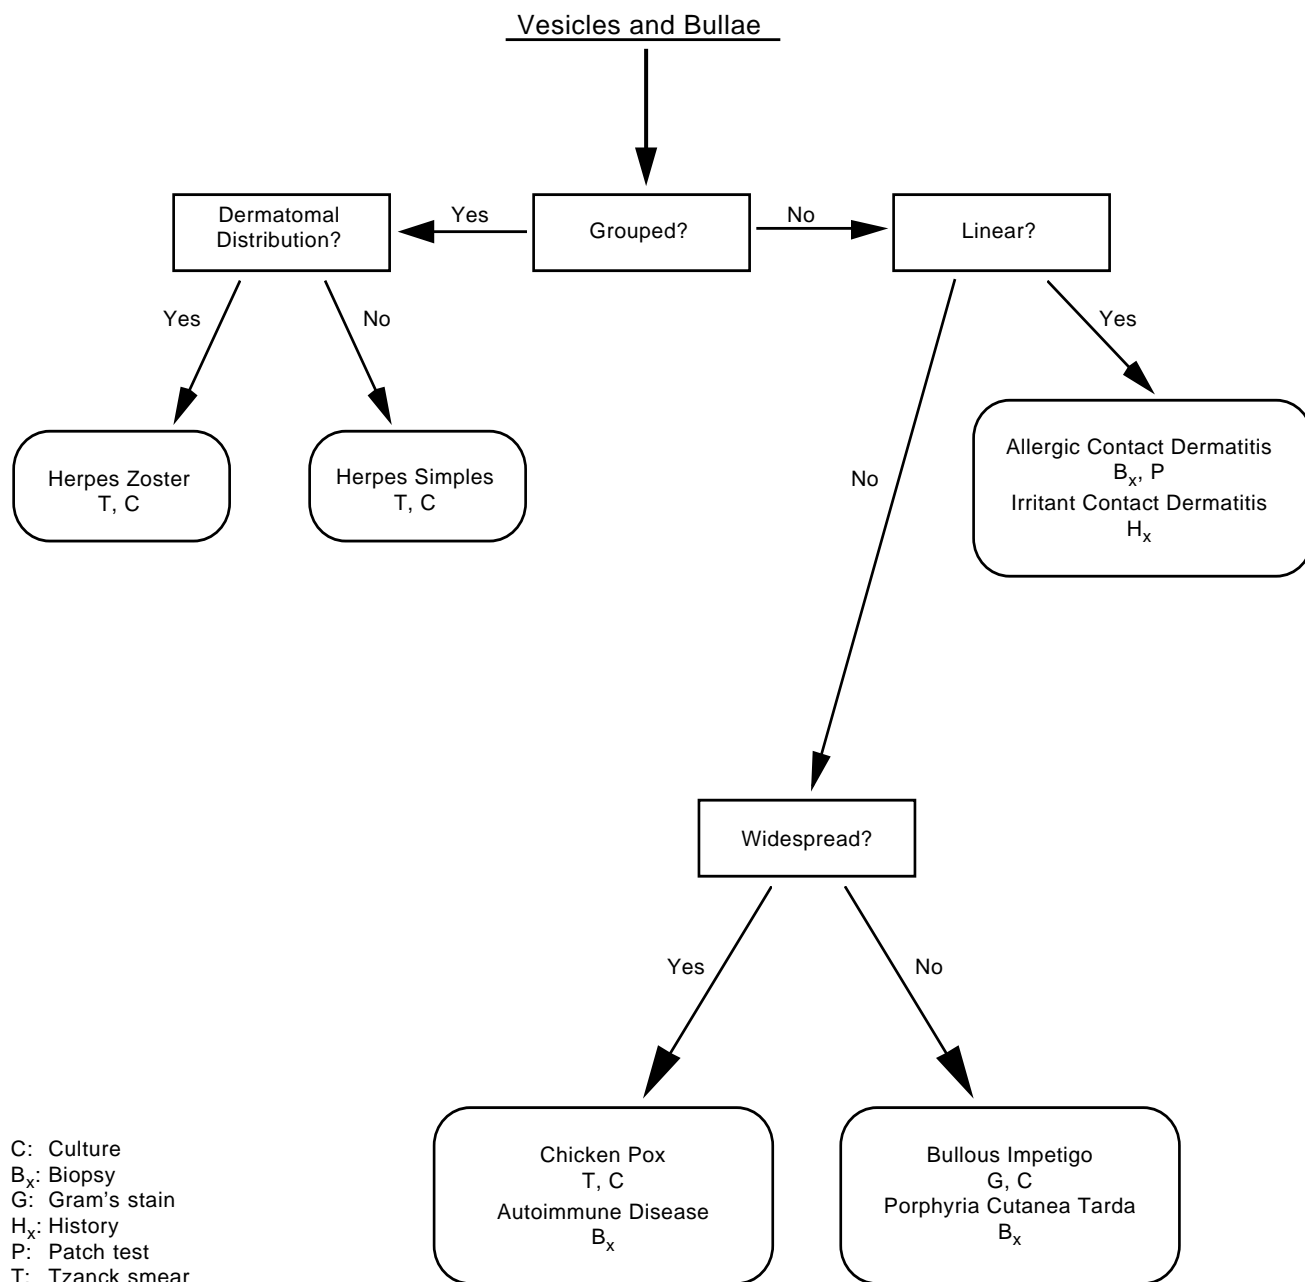 Vesicles and Bullae
Dermatomal
Distribution?
Yes
Grouped?
No
Linear?
Yes
No
Yes
No
Herpes Zoster
T, C
Herpes Simples
T, C
Allergic Contact Dermatitis
Bx, P
Irritant Contact Dermatitis
Hx
Widespread?
Yes
No
Chicken Pox
T, C
Autoimmune Disease
Bx
Bullous Impetigo
G, C
Porphyria Cutanea Tarda
Bx
C: Culture
Bx: Biopsy
G: Gram's stain
Hx: History
P: Patch test
T: Tzanck smear